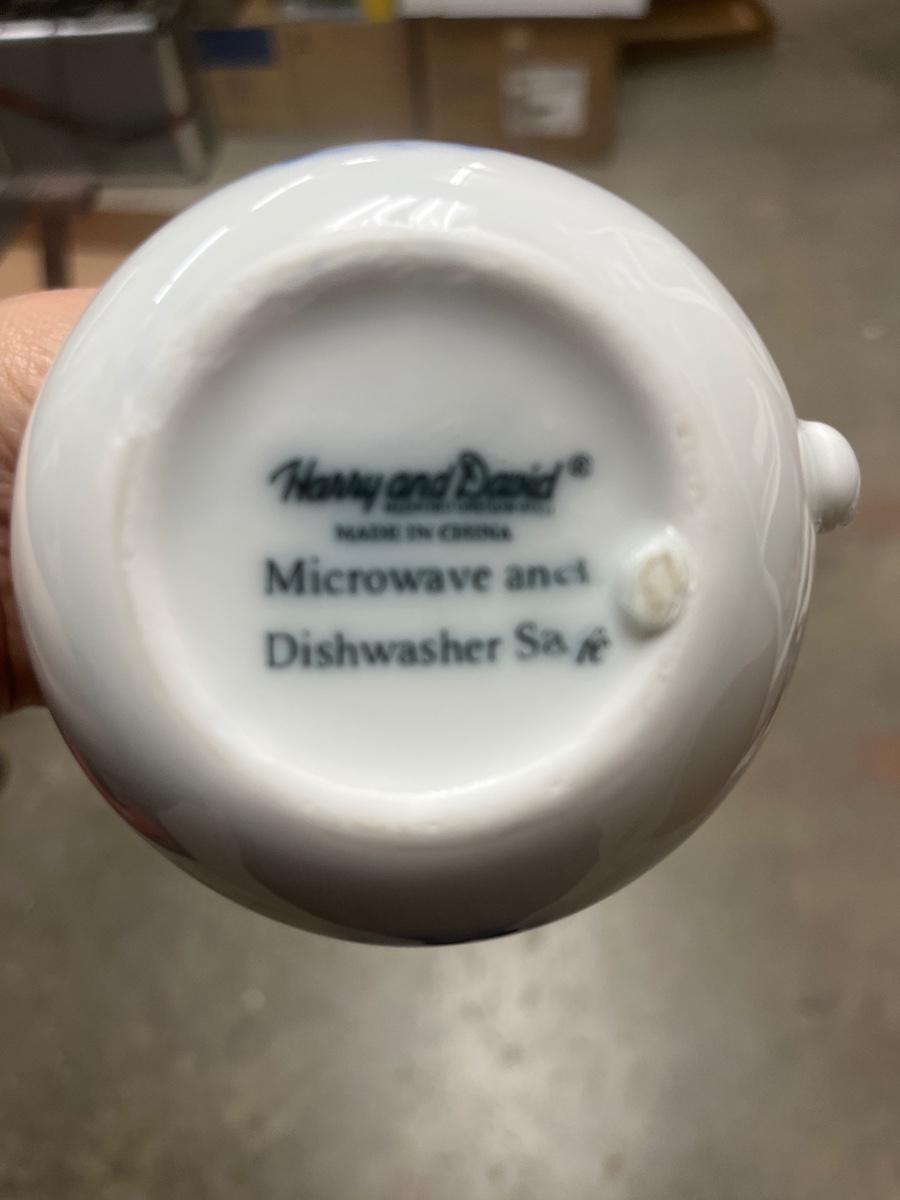 Harry and David®
MADE IN CHINA
Microwave and
Dishwasher Safe